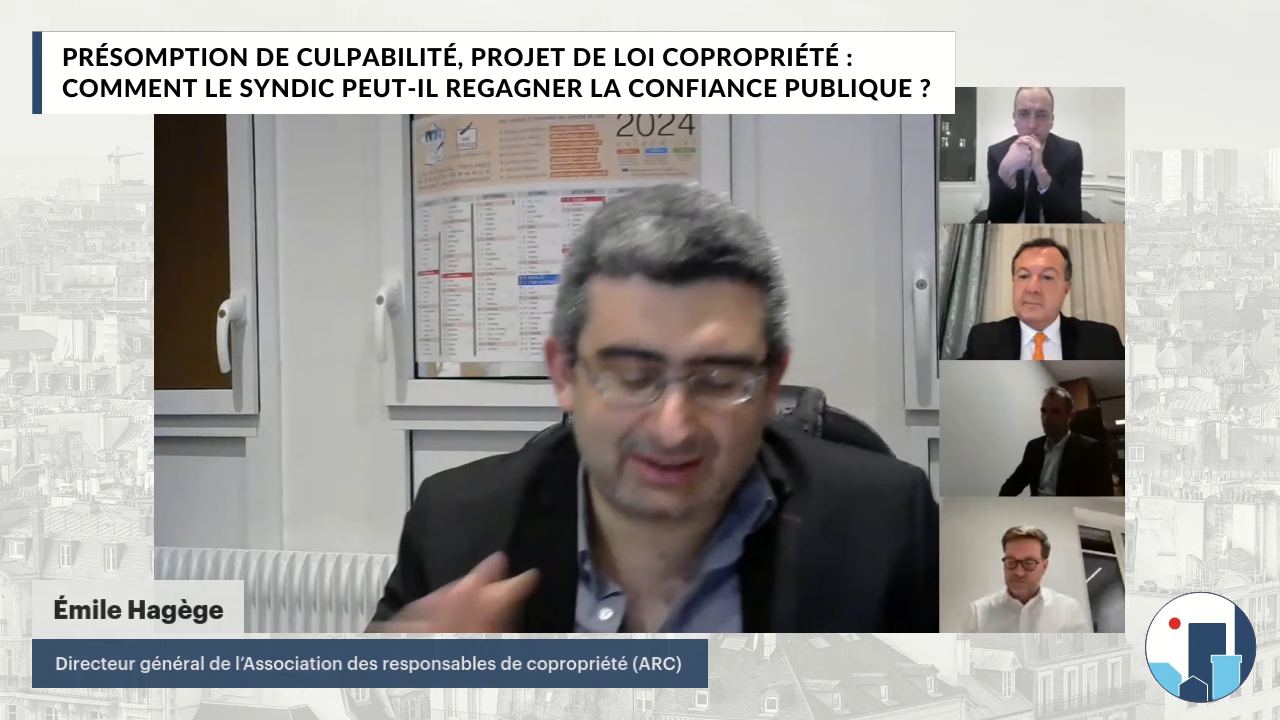 PRÉSOMPTION DE CULPABILITÉ, PROJET DE LOI COPROPRIÉTÉ :
COMMENT LE SYNDIC PEUT-IL REGAGNER LA CONFIANCE PUBLIQUE ?
2024
Émile Hagège
Directeur général de l'Association des responsables de copropriété (ARC)